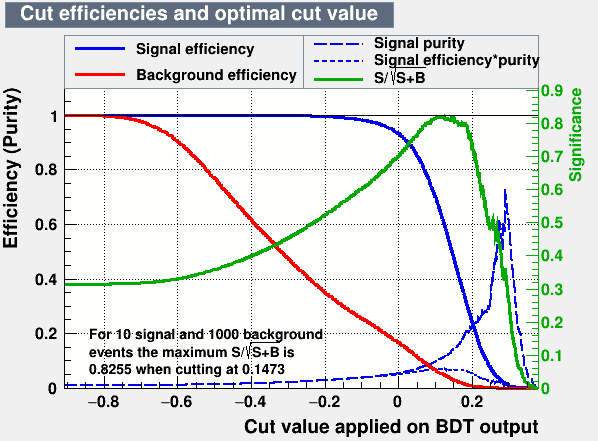 Cut efficiencies and optimal cut value
Signal efficiency
Background efficiency
Signal purity
Signal efficiency*purity
S/√S+B
Efficiency (Purity)
1
0.8
0.6
0.4
0.2
0
0.9
0.8
0.7
0.6
0.5
0.4
0.3
0.2
0.1
0
Significance
For 10 signal and 1000 background
events the maximum S/√S+B is
0.8255 when cutting at 0.1473
−0.8 −0.6 −0.4 −0.2 0 0.2
Cut value applied on BDT output